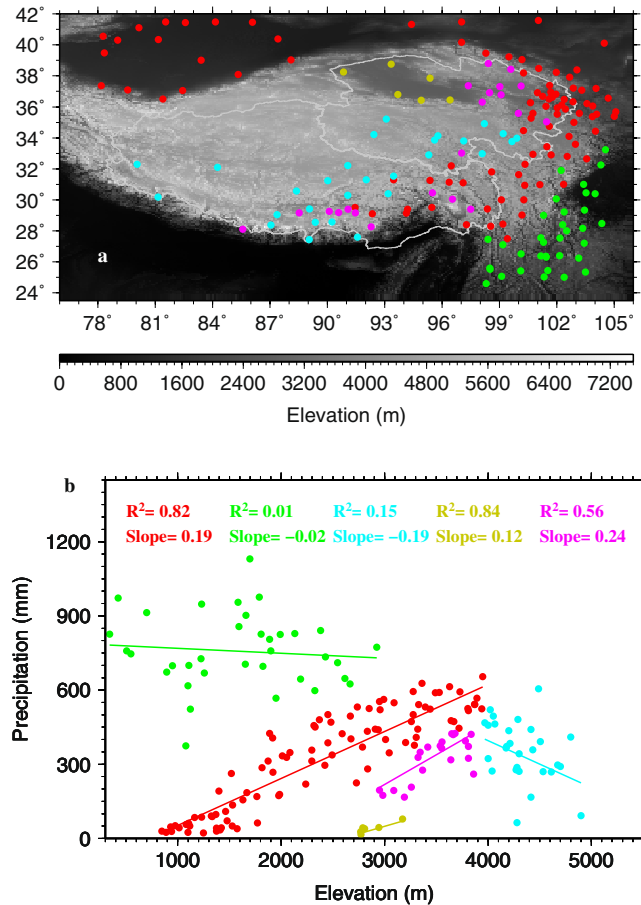 42°
40°
38°
36°
34°
32°
30°
28°
26°
24°
a
78° 81° 84° 87° 90° 93° 96° 99° 102° 105°
0 800 1600 2400 3200 4000 4800 5600 6400 7200
Elevation (m)
b
R²= 0.82 R²= 0.01 R²= 0.15 R²= 0.84 R²= 0.56
Slope= 0.19 Slope= −0.02 Slope= −0.19 Slope= 0.12 Slope= 0.24
1200
900
600
300
0
Precipitation (mm)
1000 2000 3000 4000 5000
Elevation (m)